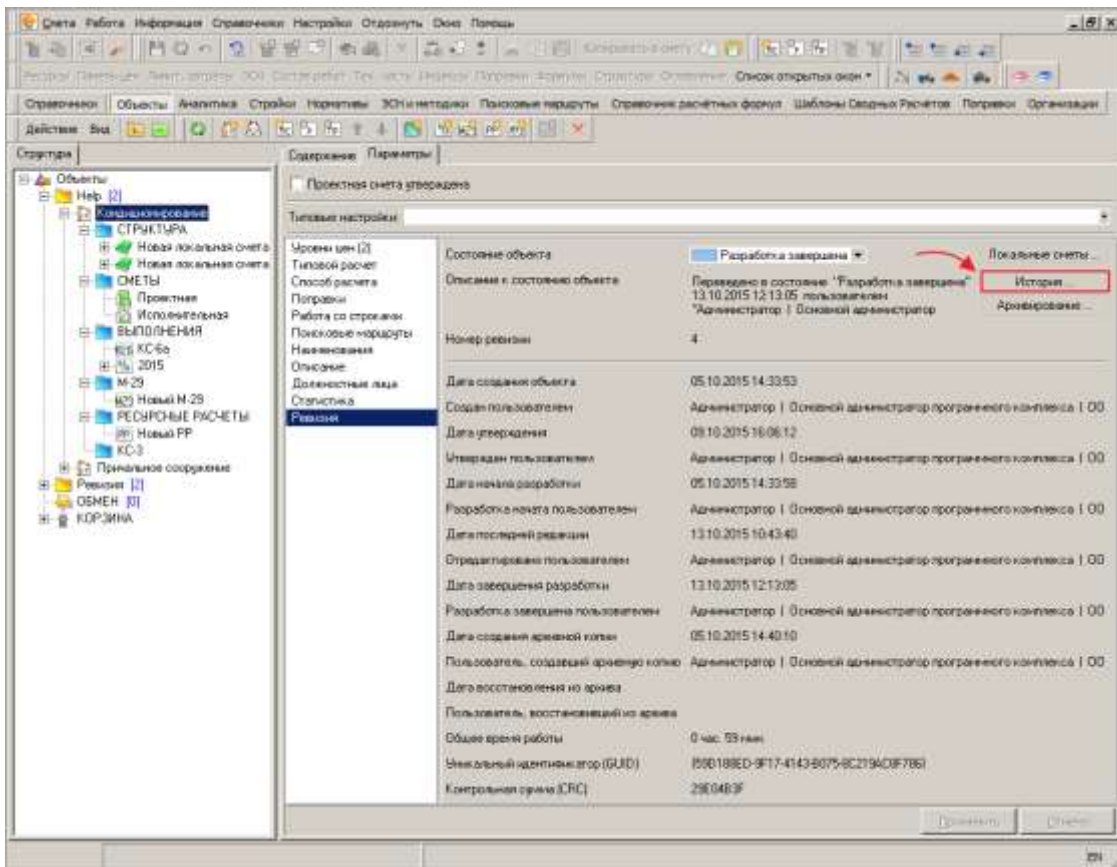 Смета Работа Информация Справочники Настройки Отдохнуть Окно Помощь
Список открытых окон
Справочники Объекты Аналитика Стройки Нормативы ЗОН и методики Поисковые маршруты Справочник расчётных формул Шаблоны Сводных Расчётов Поправки Организации
Действия Вид
Структура
Содержание Параметры
Объекты
Help [2]
Кондиционирование
СТРУКТУРА
Новая локальная смета
Новая локальная смета
СМЕТЫ
Проектная
Исполнительная
ВЫПОЛНЕНИЯ
КС-6а
2015
М-29
Новый М-29
РЕСУРСНЫЕ РАСЧЕТЫ
Новый РР
КС-3
Причальное сооружение
Ревизия [2]
ОБМЕН [0]
КОРЗИНА
Проектная смета утверждена
Типовые настройки
Уровни цен [2]
Типовой расчет
Способ расчета
Поправки
Работа со строками
Поисковые маршруты
Наименования
Описание
Должностные лица
Статистика
Ревизия
Состояние объекта Разработка завершена Локальные сметы ...
Описание к состоянию объекта Переведено в состояние "Разработка завершена"
13.10.2015 12:13:05 пользователем
"Администратор | Основной администратор
История ...
Архивирование ...
Номер ревизии 4
Дата создания объекта 05.10.2015 14:33:53
Создан пользователем Администратор | Основной администратор програмного комплекса | ОО
Дата утверждения 09.10.2015 16:06:12
Утвержден пользователем Администратор | Основной администратор програмного комплекса | ОО
Дата начала разработки 05.10.2015 14:33:58
Разработка начата пользователем Администратор | Основной администратор програмного комплекса | ОО
Дата последней редакции 13.10.2015 10:43:40
Отредактировано пользователем Администратор | Основной администратор програмного комплекса | ОО
Дата завершения разработки 13.10.2015 12:13:05
Разработка завершена пользователем Администратор | Основной администратор програмного комплекса | ОО
Дата создания архивной копии 05.10.2015 14:40:10
Пользователь, создавший архивную копию Администратор | Основной администратор програмного комплекса | ОО
Дата восстановления из архива
Пользователь, восстановивший из архива
Общее время работы 0 час. 59 мин.
Уникальный идентификатор (GUID)
Контрольная сумма (CRC) 29E04B3F
Применить Отмена
EN